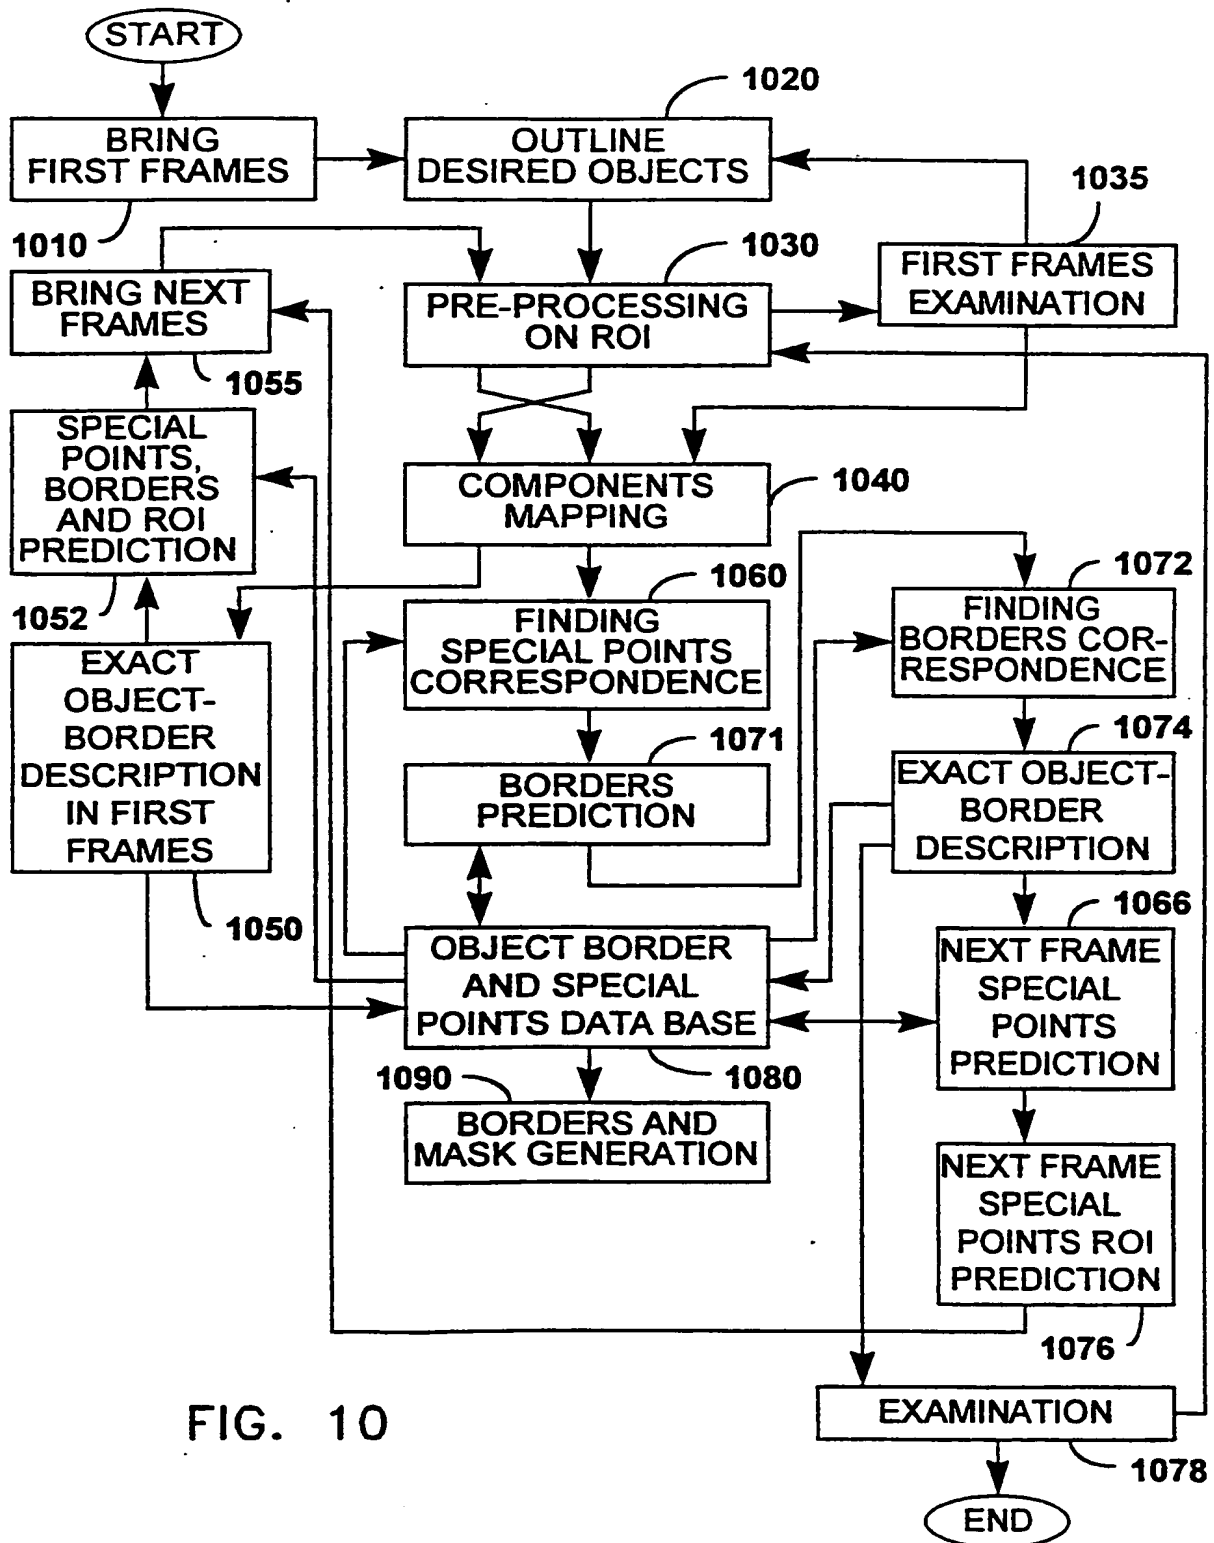 START
1020
BRING
FIRST FRAMES
OUTLINE
DESIRED OBJECTS
1035
1010
1030
BRING NEXT
FRAMES
PRE-PROCESSING
ON ROI
FIRST FRAMES
EXAMINATION
1055
SPECIAL
POINTS,
BORDERS
AND ROI
PREDICTION
COMPONENTS
MAPPING
1040
1052
1060
1072
EXACT
OBJECT-
BORDER
DESCRIPTION
IN FIRST
FRAMES
FINDING
SPECIAL POINTS
CORRESPONDENCE
FINDING
BORDERS COR-
RESPONDENCE
1071
1074
BORDERS
PREDICTION
EXACT OBJECT-
BORDER
DESCRIPTION
1050
1066
OBJECT BORDER
AND SPECIAL
POINTS DATA BASE
NEXT FRAME
SPECIAL
POINTS
PREDICTION
1090
1080
BORDERS AND
MASK GENERATION
NEXT FRAME
SPECIAL
POINTS ROI
PREDICTION
1076
FIG. 10
EXAMINATION
1078
END